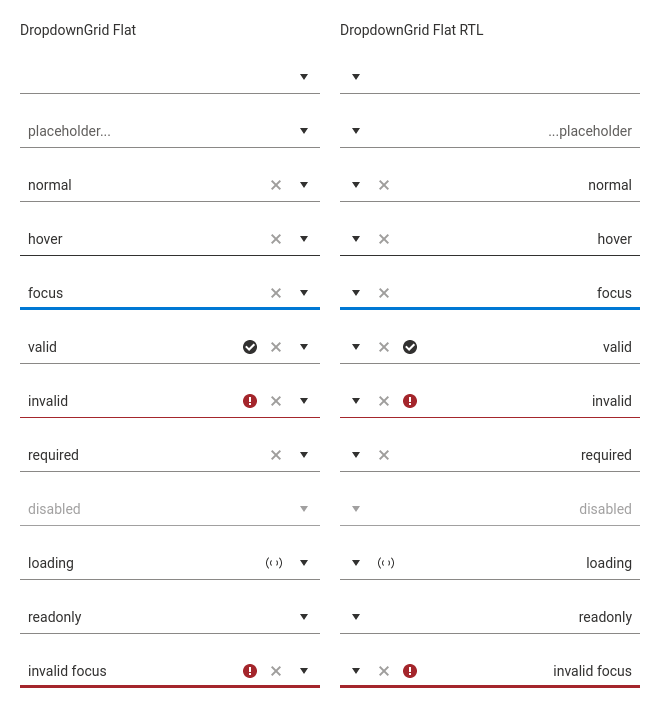 DropdownGrid Flat
DropdownGrid Flat RTL
placeholder...
...placeholder
normal
normal
hover
hover
focus
focus
valid
valid
invalid
invalid
required
required
disabled
disabled
loading
loading
readonly
readonly
invalid focus
invalid focus